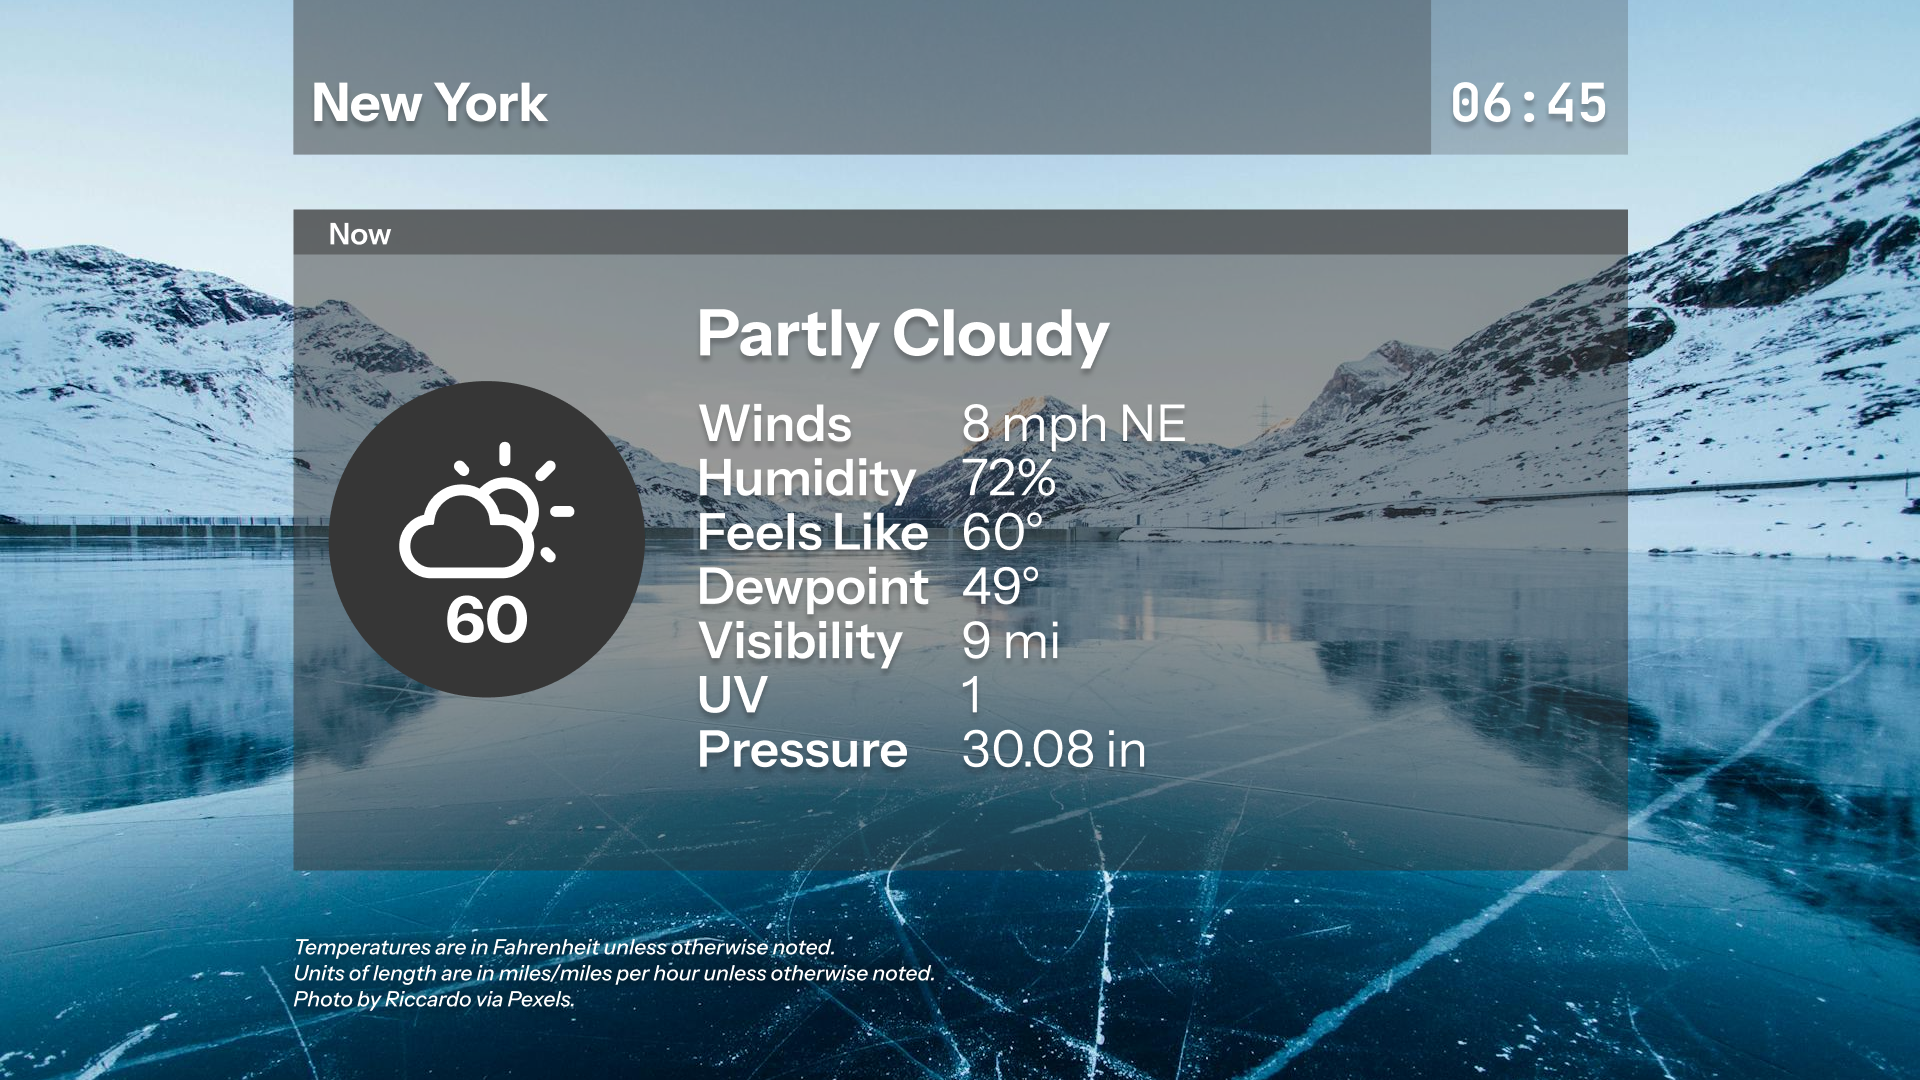 New York
06:45
Now
Partly Cloudy
Winds 8 mph NE
Humidity 72%
Feels Like 60°
Dewpoint 49°
Visibility 9 mi
UV 1
Pressure 30.08 in
60
Temperatures are in Fahrenheit unless otherwise noted.
Units of length are in miles/miles per hour unless otherwise noted.
Photo by Riccardo via Pexels.